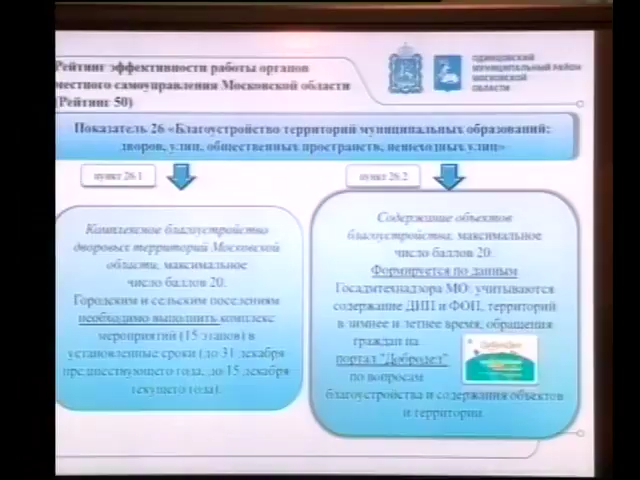 Рейтинг эффективности работы органов
местного самоуправления Московской области
(Рейтинг 50)
ОДИНЦОВСКИЙ
МУНИЦИПАЛЬНЫЙ РАЙОН
МОСКОВСКОЙ
ОБЛАСТИ
Показатель 26 «Благоустройство территорий муниципальных образований:
дворов, улиц, общественных пространств, пешеходных улиц»
пункт 26.1
Комплексное благоустройство
дворовых территорий Московской
области, максимальное
число баллов 20.
Городским и сельским поселениям
необходимо выполнить комплекс
мероприятий (15 этапов) в
установленные сроки (до 31 декабря
предшествующего года, до 15 декабря
текущего года).
пункт 26.2
Содержание объектов
благоустройства, максимальное
число баллов 20.
Формируется по данным
Госадмтехнадзора МО: учитываются
содержание ДИП и ФОП, территорий
в зимнее и летнее время, обращения
граждан на
портал "Добродел"
по вопросам
благоустройства и содержания объектов
и территории